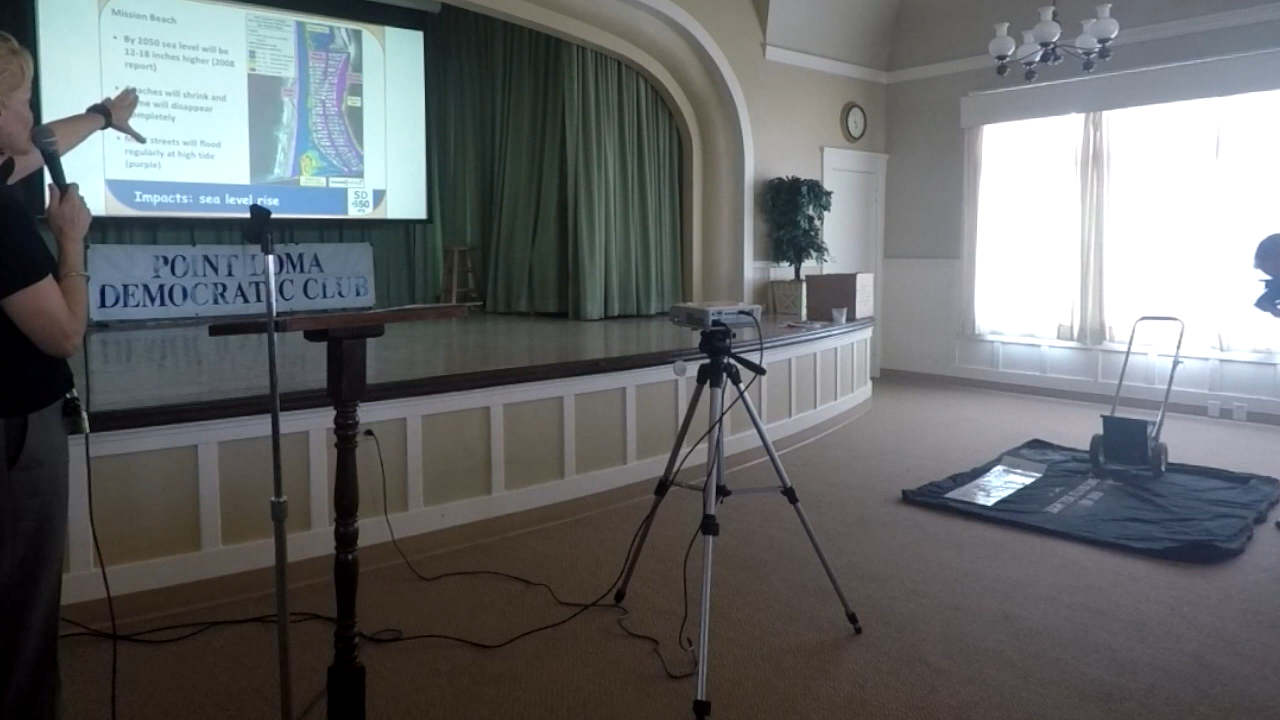 Mission Beach
By 2050 sea level will be
12-18 inches higher (2008
report)
aches will shrink and
me will disappear
ompletely
streets will flood
regularly at high tide
(purple)
Impacts: sea level rise
SD
350
POINT LOMA
DEMOCRATIC CLUB